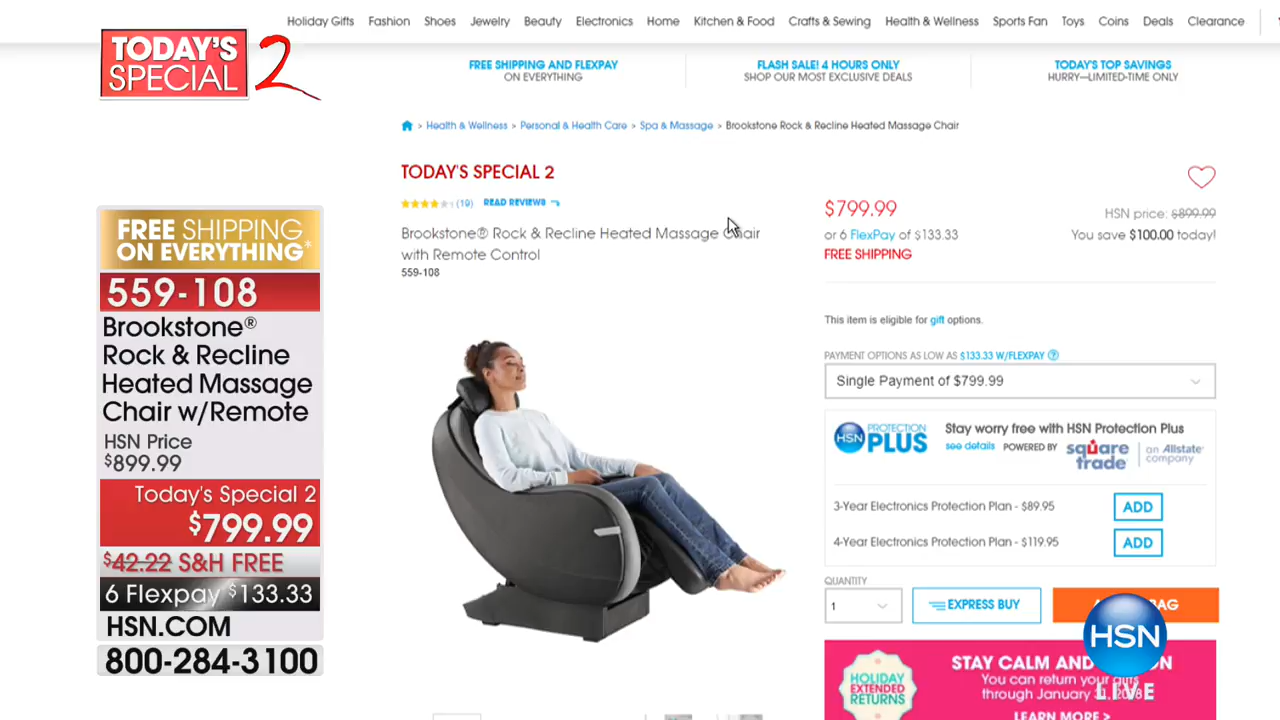 Holiday Gifts Fashion Shoes Jewelry Beauty Electronics Home Kitchen & Food Crafts & Sewing Health & Wellness Sports Fan Toys Coins Deals Clearance
TODAY'S
SPECIAL 2
FREE SHIPPING AND FLEXPAY
ON EVERYTHING
FLASH SALE! 4 HOURS ONLY
SHOP OUR MOST EXCLUSIVE DEALS
TODAY'S TOP SAVINGS
HURRY—LIMITED-TIME ONLY
> Health & Wellness > Personal & Health Care > Spa & Massage > Brookstone Rock & Recline Heated Massage Chair
TODAY'S SPECIAL 2
(19) READ REVIEWS
Brookstone® Rock & Recline Heated Massage Chair
with Remote Control
559-108
$799.99
or 6 FlexPay of $133.33
FREE SHIPPING
HSN price: $899.99
You save $100.00 today!
This item is eligible for gift options.
PAYMENT OPTIONS AS LOW AS $133.33 W/FLEXPAY ?
Single Payment of $799.99
HSN PROTECTION
PLUS
Stay worry free with HSN Protection Plus
see details POWERED BY square trade | an Allstate company
3-Year Electronics Protection Plan - $89.95 ADD
4-Year Electronics Protection Plan - $119.95 ADD
QUANTITY
1
EXPRESS BUY
BAG
STAY CALM AND
You can return your gifts
through January
LEARN MORE >
HOLIDAY
EXTENDED
RETURNS
HSN
LIVE
FREE SHIPPING
ON EVERYTHING*
559-108
Brookstone®
Rock & Recline
Heated Massage
Chair w/Remote
HSN Price
$899.99
Today's Special 2
$799.99
$42.22 S&H FREE
6 Flexpay $133.33
HSN.COM
800-284-3100